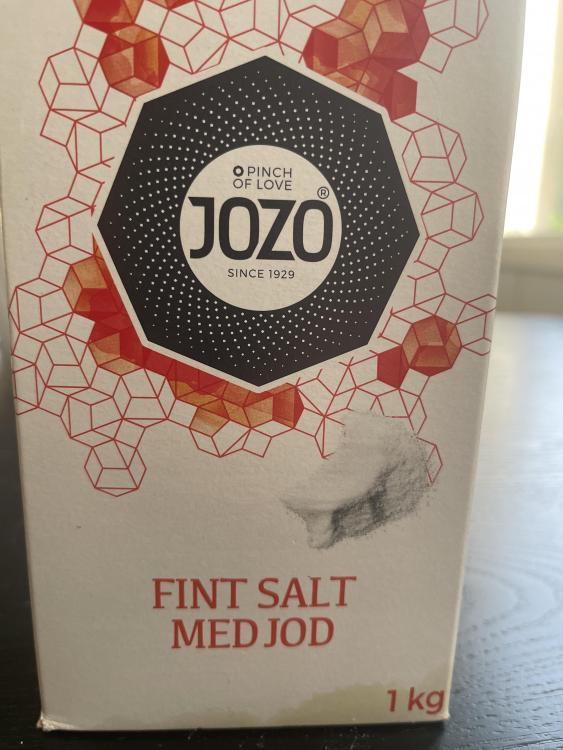 PINCH
OF LOVE
JOZO®
SINCE 1929
FINT SALT
MED JOD
1 kg